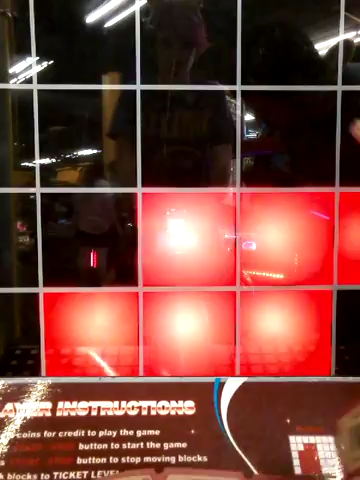 INSTRUCTIONS
coins for credit to play the game
button to start the game
button to stop moving blocks
blocks to TICKET LEVEL